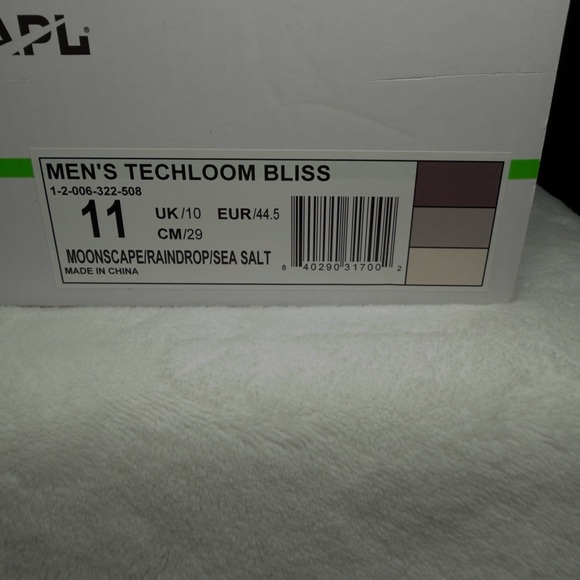 APL
MEN'S TECHLOOM BLISS
1-2-006-322-508
11
UK/10 EUR/44.5
CM/29
MOONSCAPE/RAINDROP/SEA SALT
MADE IN CHINA
8 40290 31700 2